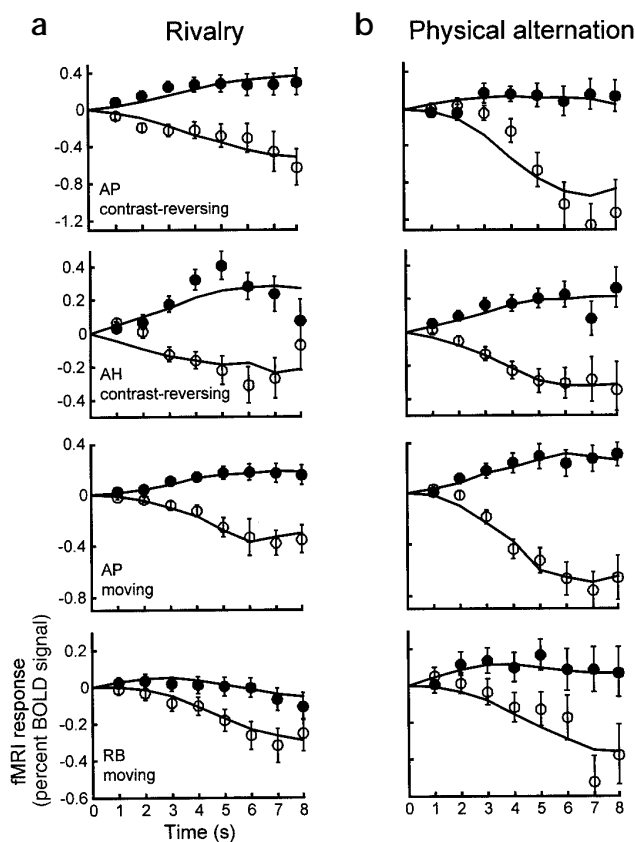 a Rivalry
b Physical alternation
0.4
0
-0.4
-0.8
-1.2
AP
contrast-reversing
0.4
0.2
0
-0.2
-0.4
AH
contrast-reversing
0.4
0
-0.4
-0.8
AP
moving
0.2
0
-0.2
-0.4
-0.6
RB
moving
fMRI response
(percent BOLD signal)
0 1 2 3 4 5 6 7 8
Time (s)
0 1 2 3 4 5 6 7 8